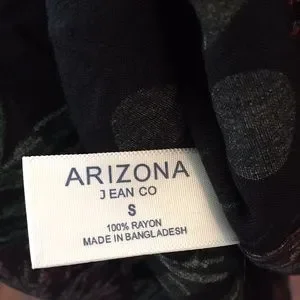 ARIZONA
JEAN CO
S
100% RAYON
MADE IN BANGLADESH